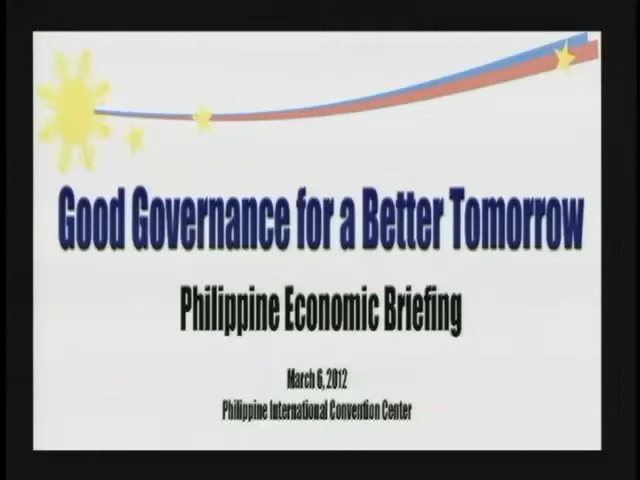 Good Governance for a Better Tomorrow
Philippine Economic Briefing
March 6, 2012
Philippine International Convention Center